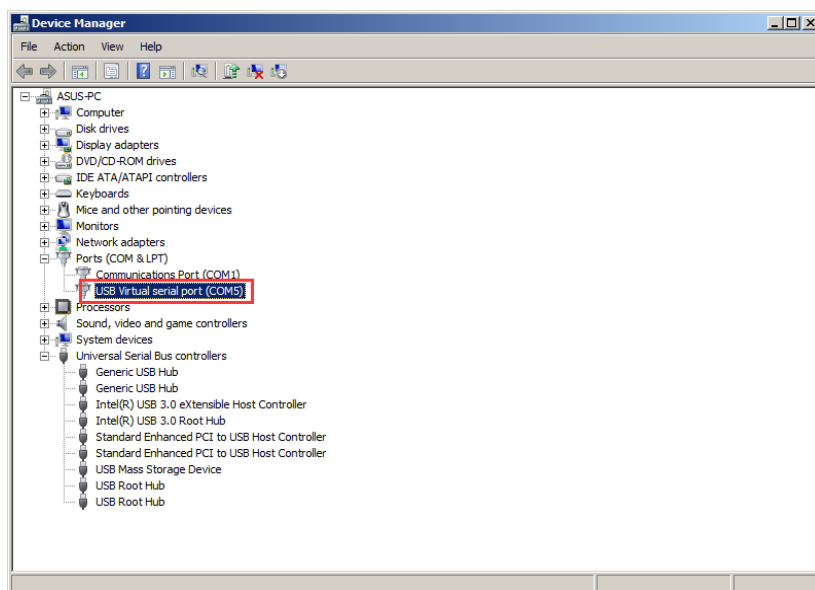 Device Manager
File Action View Help
ASUS-PC
Computer
Disk drives
Display adapters
DVD/CD-ROM drives
IDE ATA/ATAPI controllers
Keyboards
Mice and other pointing devices
Monitors
Network adapters
Ports (COM & LPT)
Communications Port (COM1)
USB Virtual serial port (COM5)
Processors
Sound, video and game controllers
System devices
Universal Serial Bus controllers
Generic USB Hub
Generic USB Hub
Intel(R) USB 3.0 eXtensible Host Controller
Intel(R) USB 3.0 Root Hub
Standard Enhanced PCI to USB Host Controller
Standard Enhanced PCI to USB Host Controller
USB Mass Storage Device
USB Root Hub
USB Root Hub